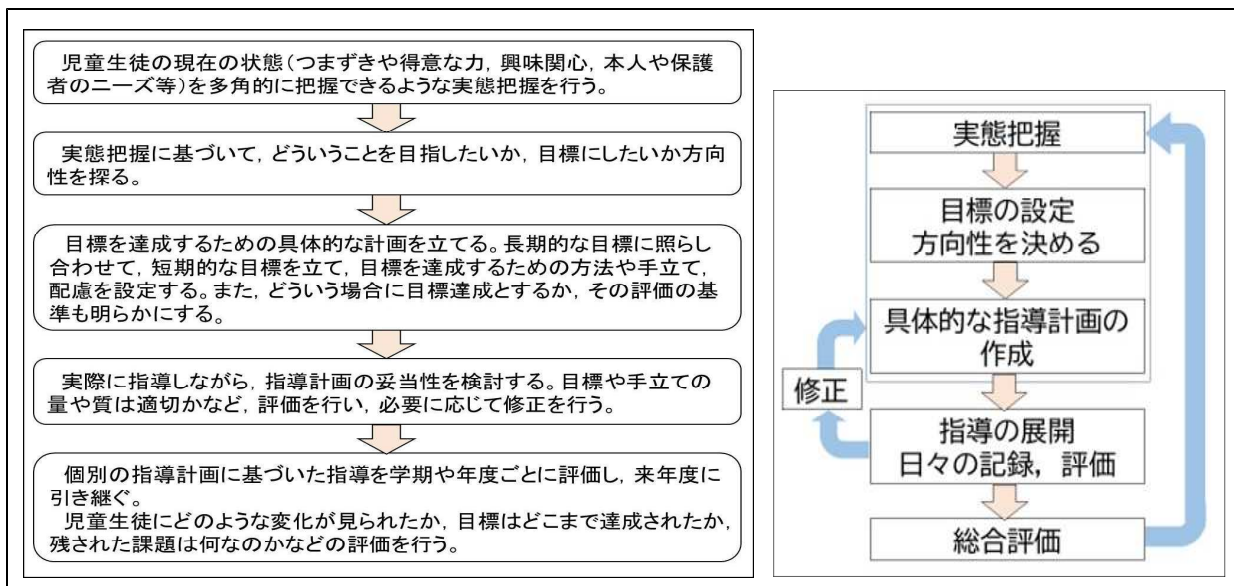 児童生徒の現在の状態(つまずきや得意な力，興味関心，本人や保護
者のニーズ等)を多角的に把握できるような実態把握を行う。
実態把握に基づいて，どういうことを目指したいか，目標にしたいか方向
性を探る。
目標を達成するための具体的な計画を立てる。長期的な目標に照らし
合わせて，短期的な目標を立て，目標を達成するための方法や手立て，
配慮を設定する。また，どういう場合に目標達成とするか，その評価の基
準も明らかにする。
実際に指導しながら，指導計画の妥当性を検討する。目標や手立ての
量や質は適切かなど，評価を行い，必要に応じて修正を行う。
個別の指導計画に基づいた指導を学期や年度ごとに評価し，来年度に
引き継ぐ。
児童生徒にどのような変化が見られたか，目標はどこまで達成されたか，
残された課題は何なのかなどの評価を行う。
実態把握
目標の設定
方向性を決める
具体的な指導計画の
作成
修正
指導の展開
日々の記録，評価
総合評価